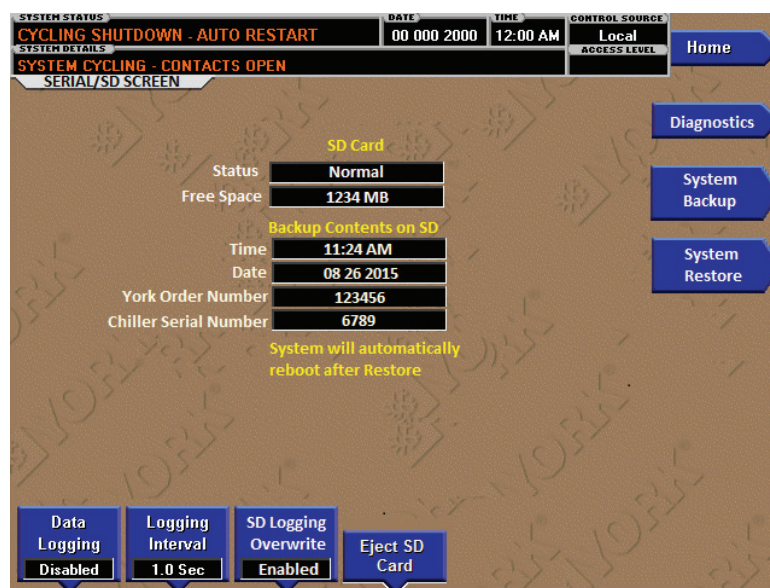 SYSTEM STATUS
CYCLING SHUTDOWN - AUTO RESTART
DATE
00 000 2000
TIME
12:00 AM
CONTROL SOURCE
Local
SYSTEM DETAILS
SYSTEM CYCLING - CONTACTS OPEN
ACCESS LEVEL
Home
SERIAL/SD SCREEN
Diagnostics
SD Card
Status Normal
Free Space 1234 MB
System
Backup
Backup Contents on SD
Time 11:24 AM
Date 08 26 2015
York Order Number 123456
Chiller Serial Number 6789
System
Restore
System will automatically
reboot after Restore
Data
Logging
Disabled
Logging
Interval
1.0 Sec
SD Logging
Overwrite
Enabled
Eject SD
Card
YORK